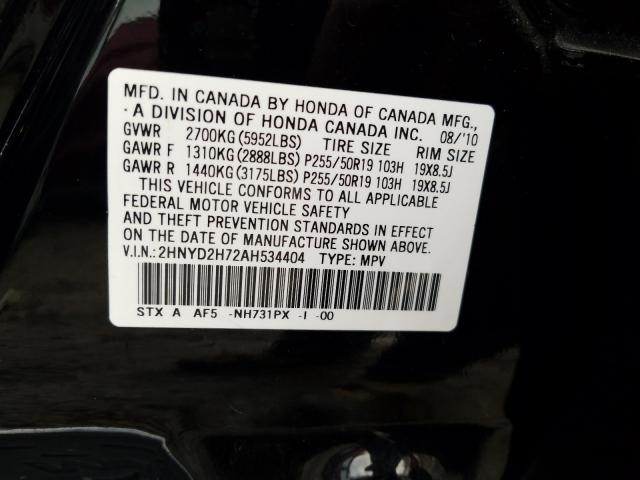 MFD. IN CANADA BY HONDA OF CANADA MFG.,
· A DIVISION OF HONDA CANADA INC. 08/'10
GVWR 2700KG(5952LBS) TIRE SIZE RIM SIZE
GAWR F 1310KG(2888LBS) P255/50R19 103H 19X8.5J
GAWR R 1440KG(3175LBS) P255/50R19 103H 19X8.5J
THIS VEHICLE CONFORMS TO ALL APPLICABLE
FEDERAL MOTOR VEHICLE SAFETY
AND THEFT PREVENTION STANDARDS IN EFFECT
ON THE DATE OF MANUFACTURE SHOWN ABOVE.
V.I.N.: 2HNYD2H72AH534404 TYPE: MPV
STX A AF5 -NH731PX -I -00